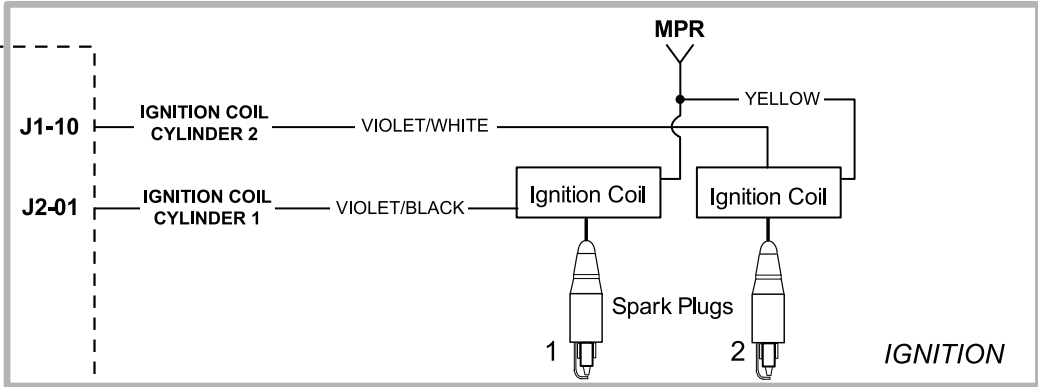 MPR
YELLOW
J1-10
IGNITION COIL
CYLINDER 2
VIOLET/WHITE
Ignition Coil
Ignition Coil
J2-01
IGNITION COIL
CYLINDER 1
VIOLET/BLACK
Spark Plugs
1
2
IGNITION